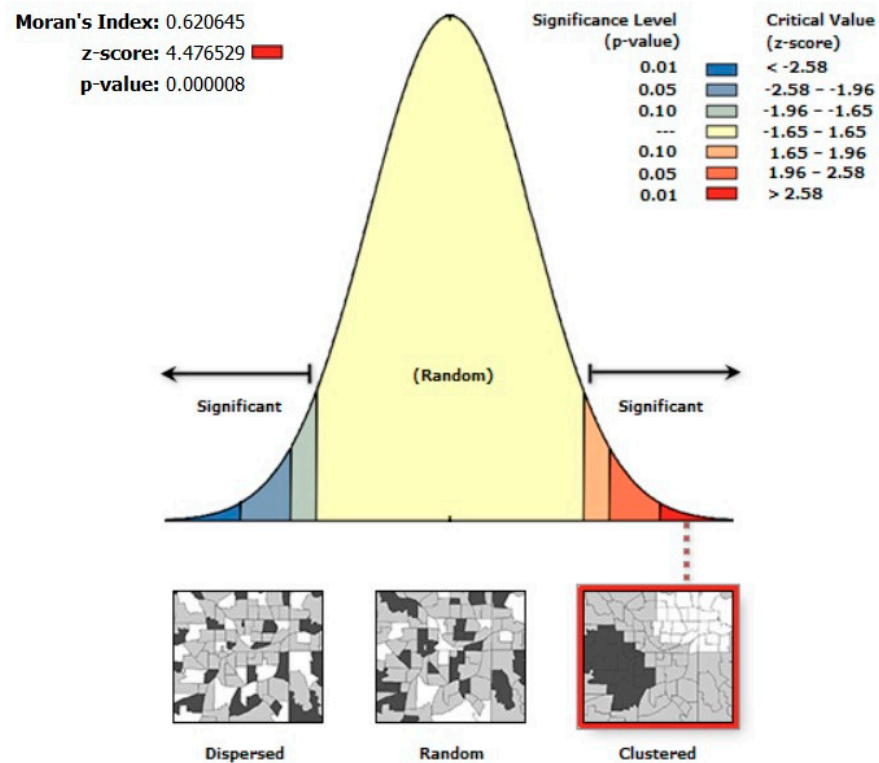 Moran's Index: 0.620645
z-score: 4.476529
p-value: 0.000008
Significance Level
(p-value)
Critical Value
(z-score)
0.01 < -2.58
0.05 -2.58 – -1.96
0.10 -1.96 – -1.65
--- -1.65 – 1.65
0.10 1.65 – 1.96
0.05 1.96 – 2.58
0.01 > 2.58
(Random)
Significant
Significant
Dispersed
Random
Clustered